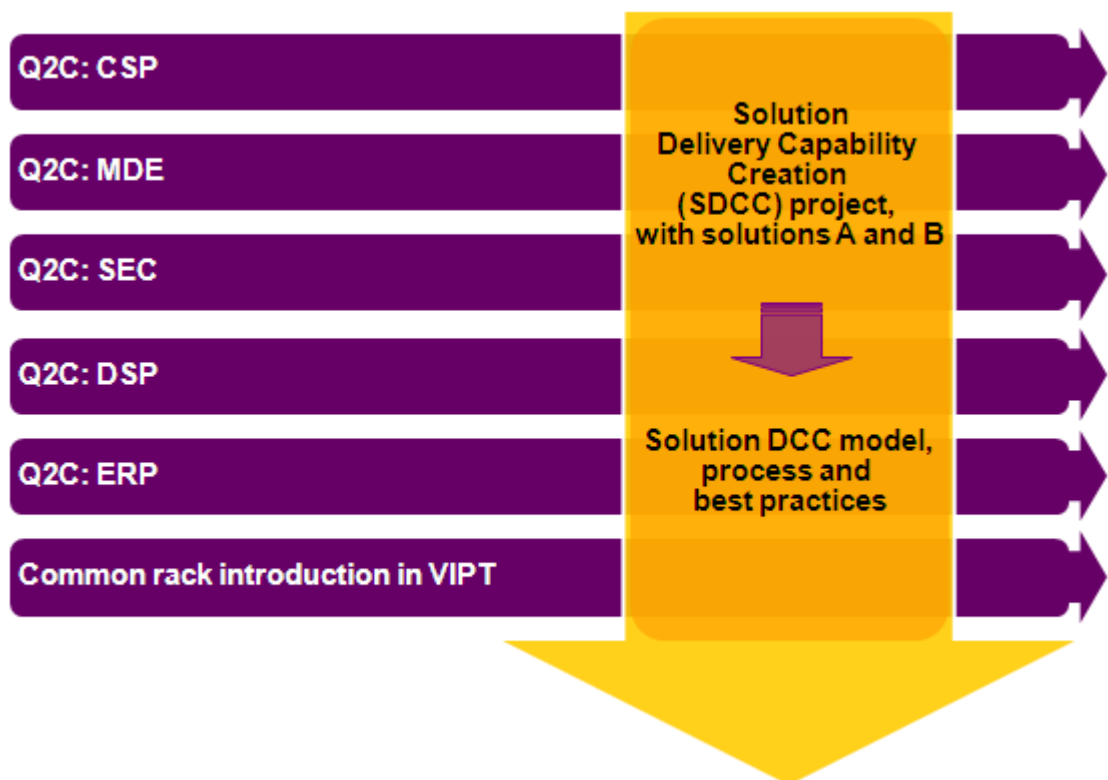 Q2C: CSP
Q2C: MDE
Q2C: SEC
Q2C: DSP
Q2C: ERP
Common rack introduction in VIPT
Solution
Delivery Capability
Creation
(SDCC) project,
with solutions A and B
Solution DCC model,
process and
best practices